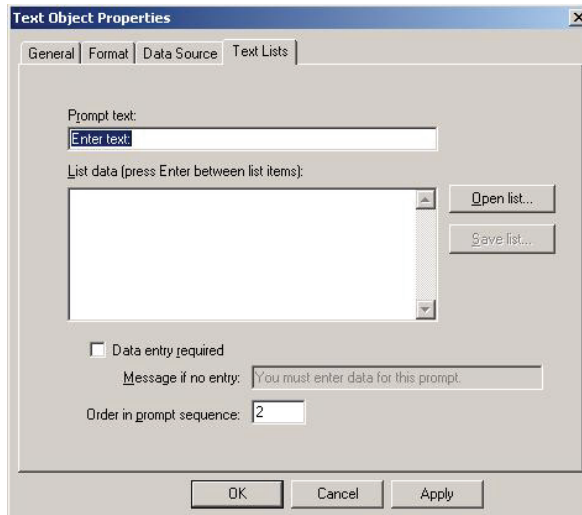 Text Object Properties
General Format Data Source Text Lists
Prompt text:
Enter text:
List data (press Enter between list items):
Open list...
Save list...
Data entry required
Message if no entry: You must enter data for this prompt.
Order in prompt sequence: 2
OK Cancel Apply